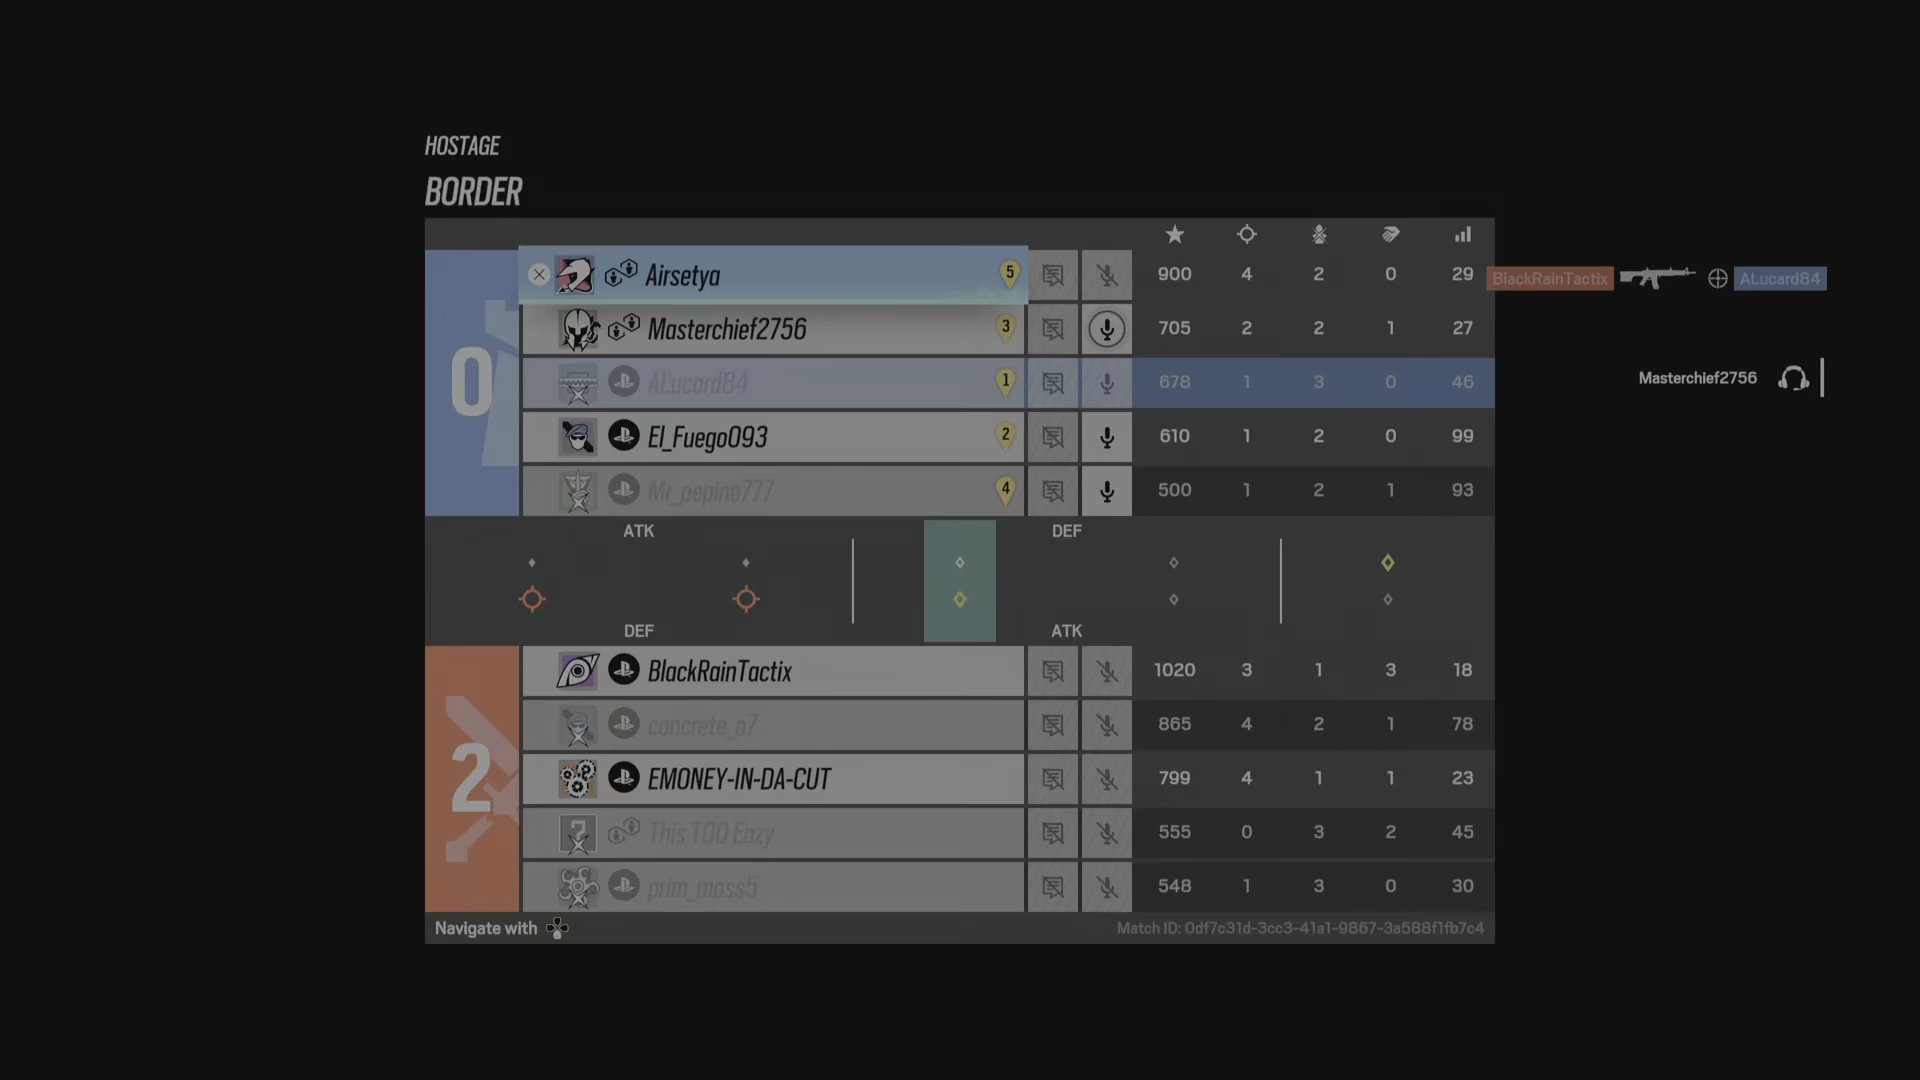 HOSTAGE
BORDER
0
Airsetya 5 900 4 2 0 29
Masterchief2756 3 705 2 2 1 27
ALucard84 1 678 1 3 0 46
El_Fuego093 2 610 1 2 0 99
Mr_pepino777 4 500 1 2 1 93
BlackRainTactix ALucard84
Masterchief2756
ATK DEF
DEF ATK
2
BlackRainTactix 1020 3 1 3 18
concrete_a7 865 4 2 1 78
EMONEY-IN-DA-CUT 799 4 1 1 23
? This TOO Eazy 555 0 3 2 45
prim_moss5 548 1 3 0 30
Navigate with
Match ID: 0df7c31d-3cc3-41a1-9867-3a588f1fb7c4